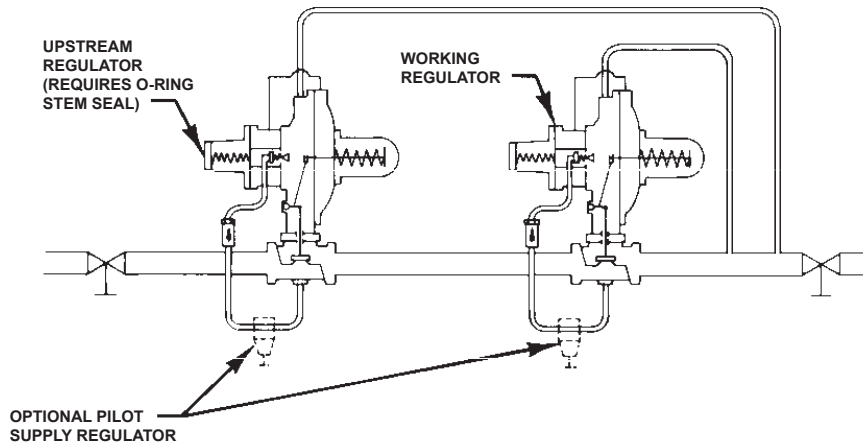 UPSTREAM
REGULATOR
(REQUIRES O-RING
STEM SEAL)
WORKING
REGULATOR
OPTIONAL PILOT
SUPPLY REGULATOR